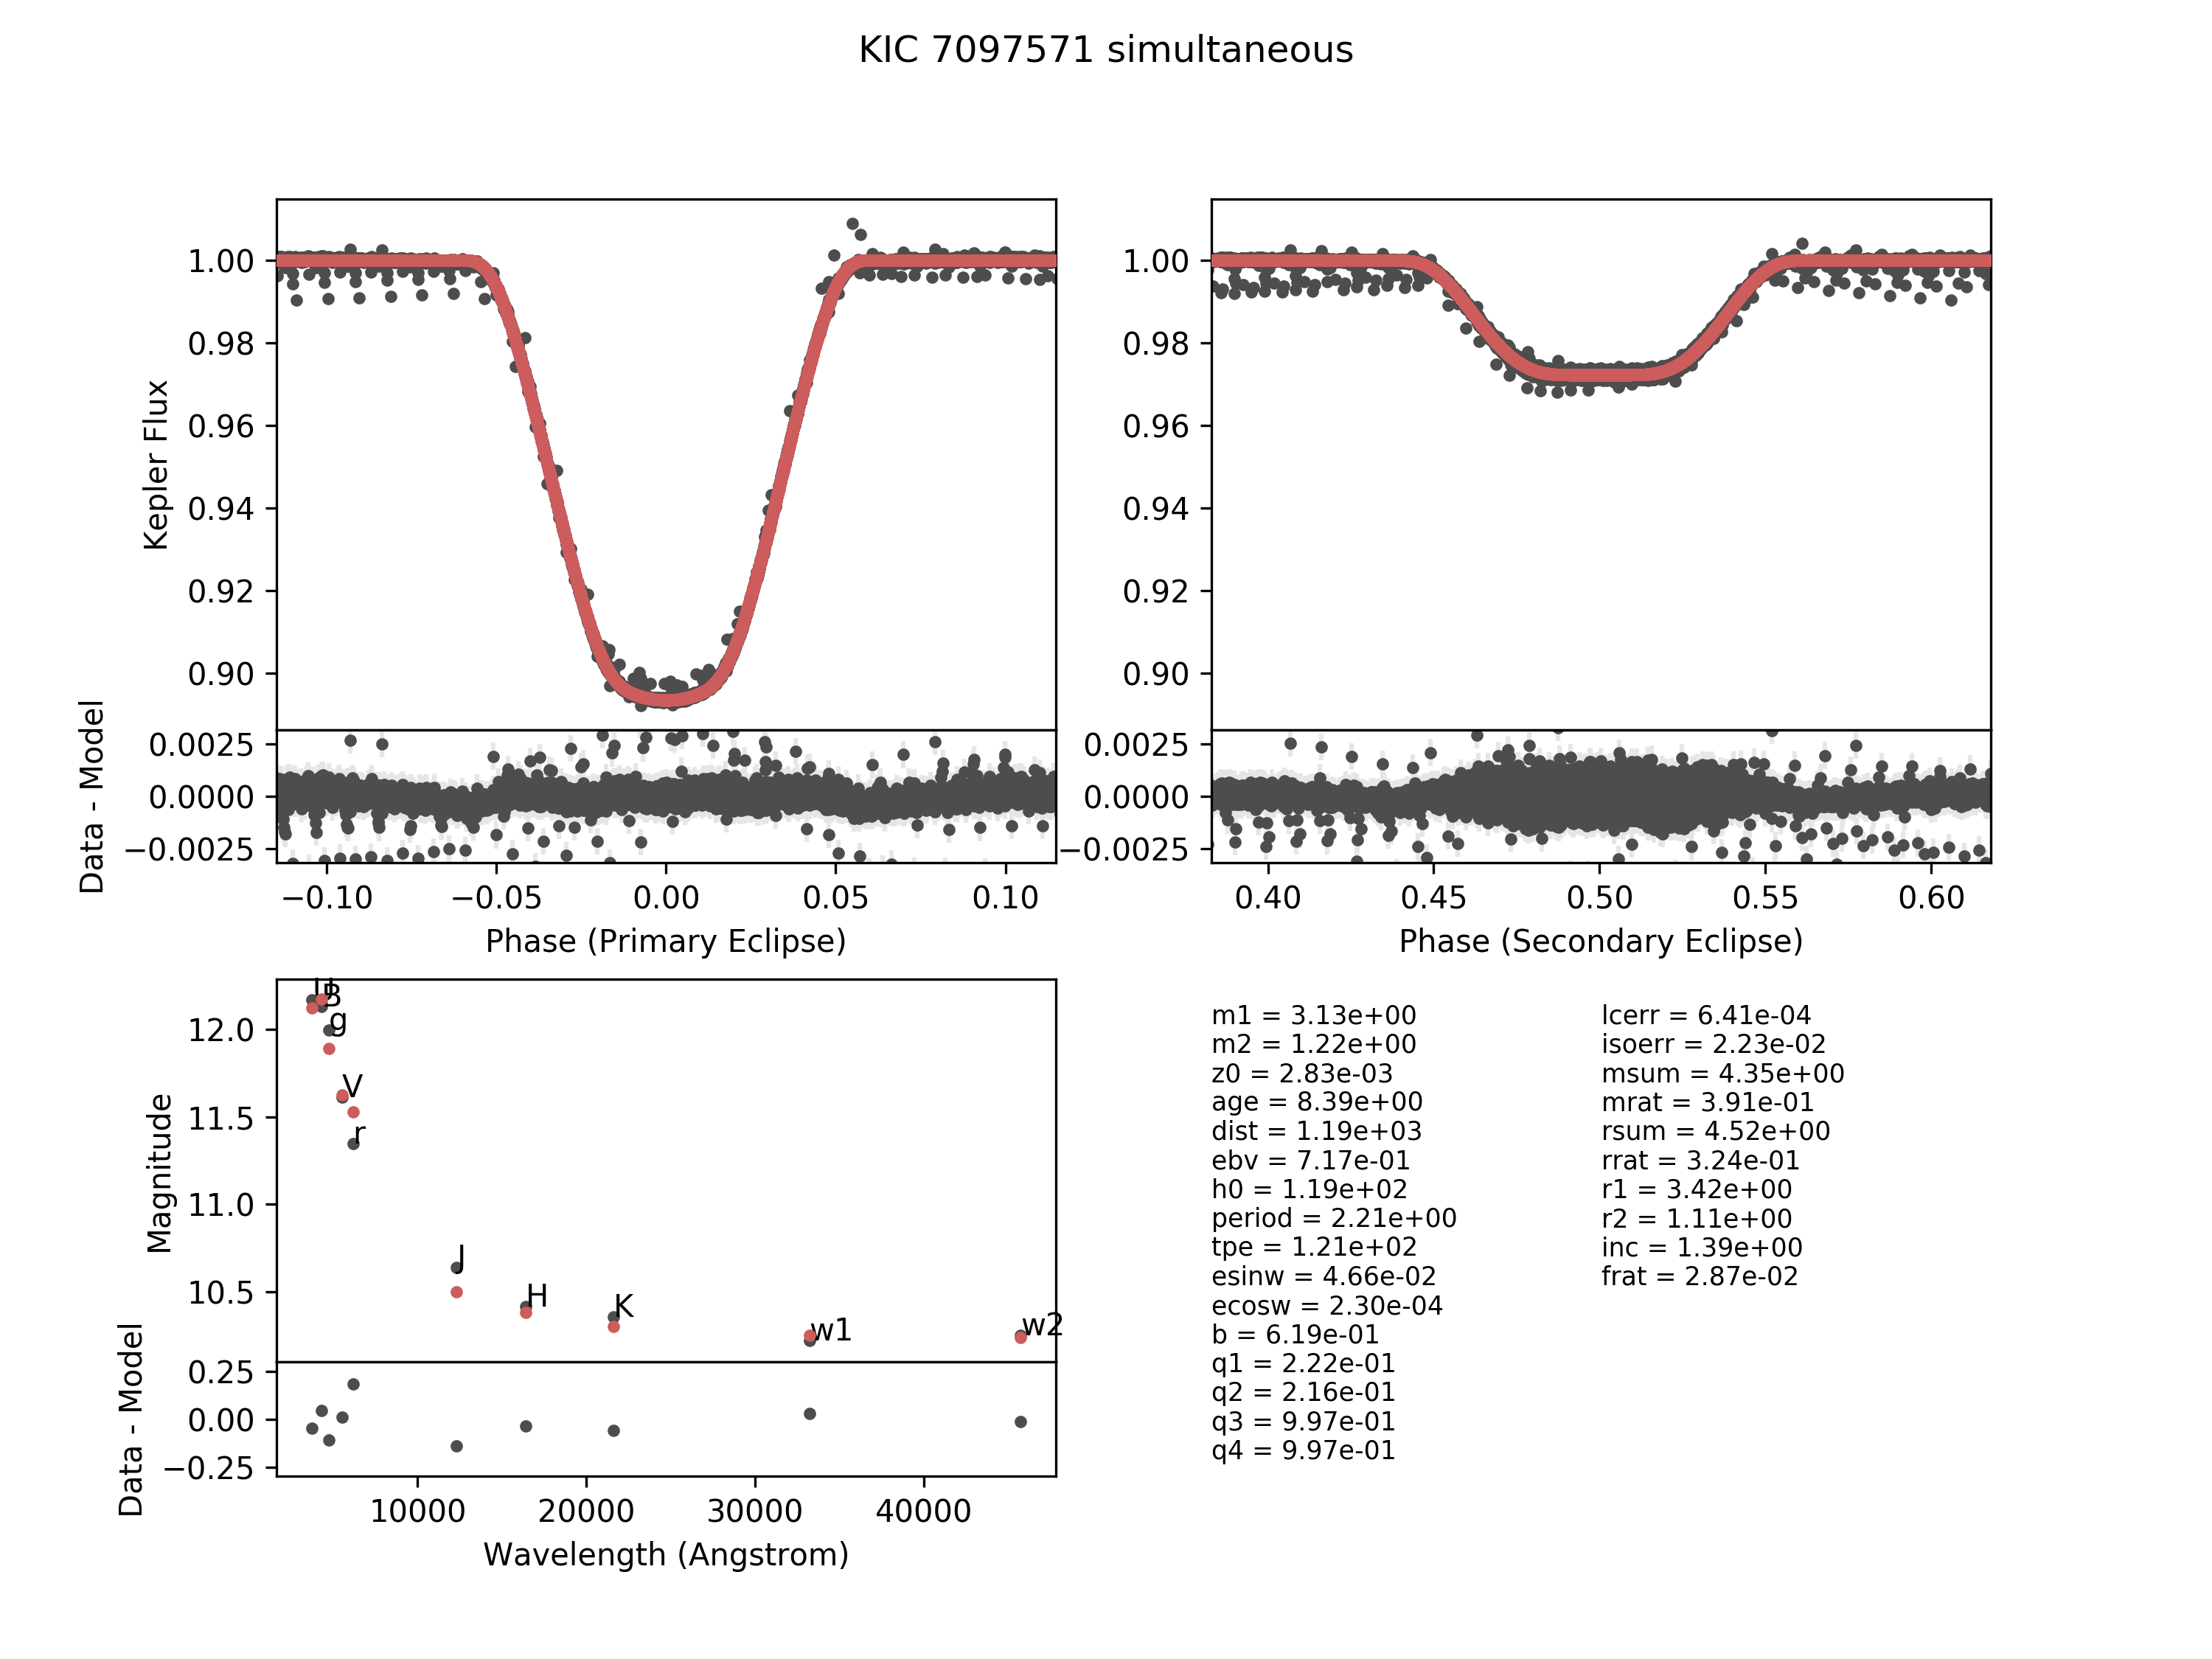 KIC 7097571 simultaneous
Kepler Flux
1.00
0.98
0.96
0.94
0.92
0.90
1.00
0.98
0.96
0.94
0.92
0.90
Data - Model
0.0025
0.0000
−0.0025
0.0025
0.0000
−0.0025
−0.10 −0.05 0.00 0.05 0.10
0.40 0.45 0.50 0.55 0.60
Phase (Primary Eclipse)
Phase (Secondary Eclipse)
Magnitude
12.0
11.5
11.0
10.5
U
B
g
V
r
J
H
K
w1
w2
Data - Model
0.25
0.00
−0.25
10000 20000 30000 40000
Wavelength (Angstrom)
m1 = 3.13e+00
m2 = 1.22e+00
z0 = 2.83e-03
age = 8.39e+00
dist = 1.19e+03
ebv = 7.17e-01
h0 = 1.19e+02
period = 2.21e+00
tpe = 1.21e+02
esinw = 4.66e-02
ecosw = 2.30e-04
b = 6.19e-01
q1 = 2.22e-01
q2 = 2.16e-01
q3 = 9.97e-01
q4 = 9.97e-01
lcerr = 6.41e-04
isoerr = 2.23e-02
msum = 4.35e+00
mrat = 3.91e-01
rsum = 4.52e+00
rrat = 3.24e-01
r1 = 3.42e+00
r2 = 1.11e+00
inc = 1.39e+00
frat = 2.87e-02